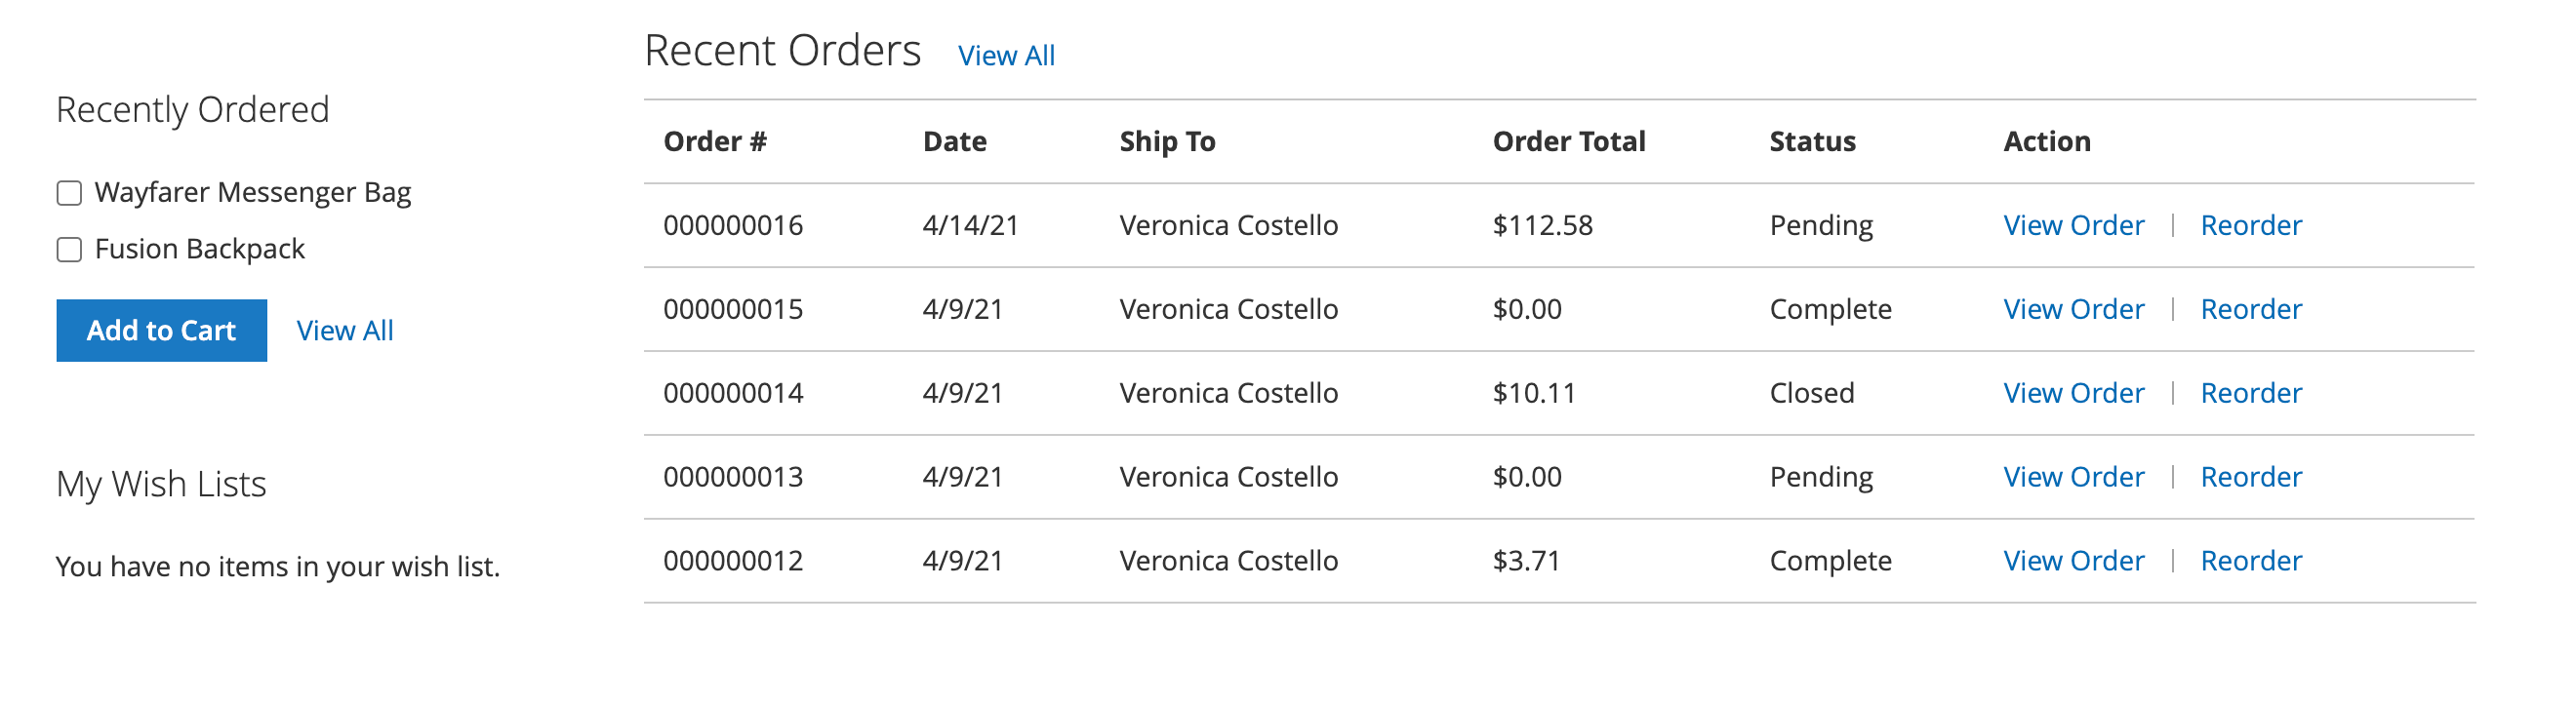 Recently Ordered
Wayfarer Messenger Bag
Fusion Backpack
Add to Cart View All
My Wish Lists
You have no items in your wish list.
Recent Orders View All
Order # Date Ship To Order Total Status Action
000000016 4/14/21 Veronica Costello $112.58 Pending View Order | Reorder
000000015 4/9/21 Veronica Costello $0.00 Complete View Order | Reorder
000000014 4/9/21 Veronica Costello $10.11 Closed View Order | Reorder
000000013 4/9/21 Veronica Costello $0.00 Pending View Order | Reorder
000000012 4/9/21 Veronica Costello $3.71 Complete View Order | Reorder